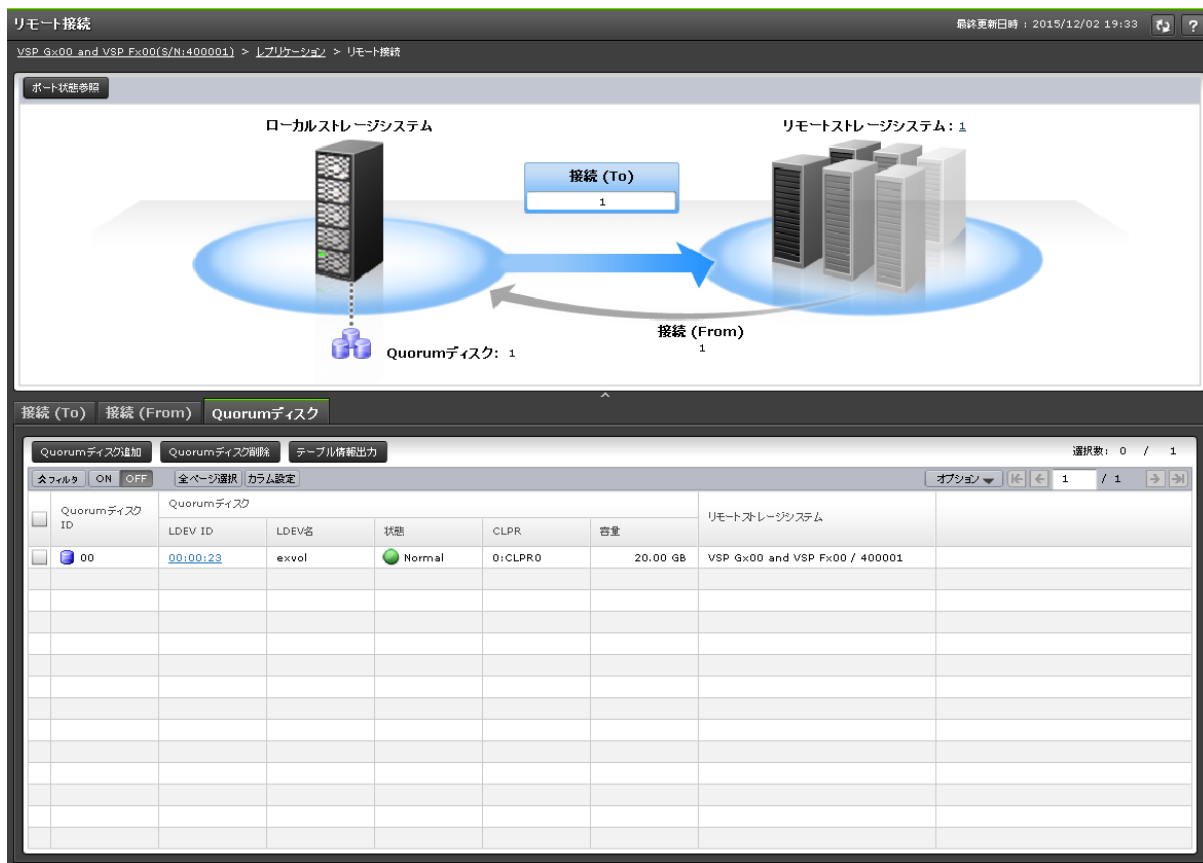 リモート接続
最終更新日時 : 2015/12/02 19:33
?
VSP Gx00 and VSP Fx00(S/N:400001) > レプリケーション > リモート接続
ポート状態参照
ローカルストレージシステム
リモートストレージシステム: 1
接続 (To)
1
接続 (From)
1
Quorumディスク: 1
接続 (To) 接続 (From) Quorumディスク
Quorumディスク追加 Quorumディスク削除 テーブル情報出力 選択数: 0 / 1
フィルタ ON OFF 全ページ選択 カラム設定 オプション 1 / 1
Quorumディスク ID Quorumディスク リモートストレージシステム
LDEV ID LDEV名 状態 CLPR 容量
00 00:00:23 exvol Normal 0:CLPR0 20.00 GB VSP Gx00 and VSP Fx00 / 400001